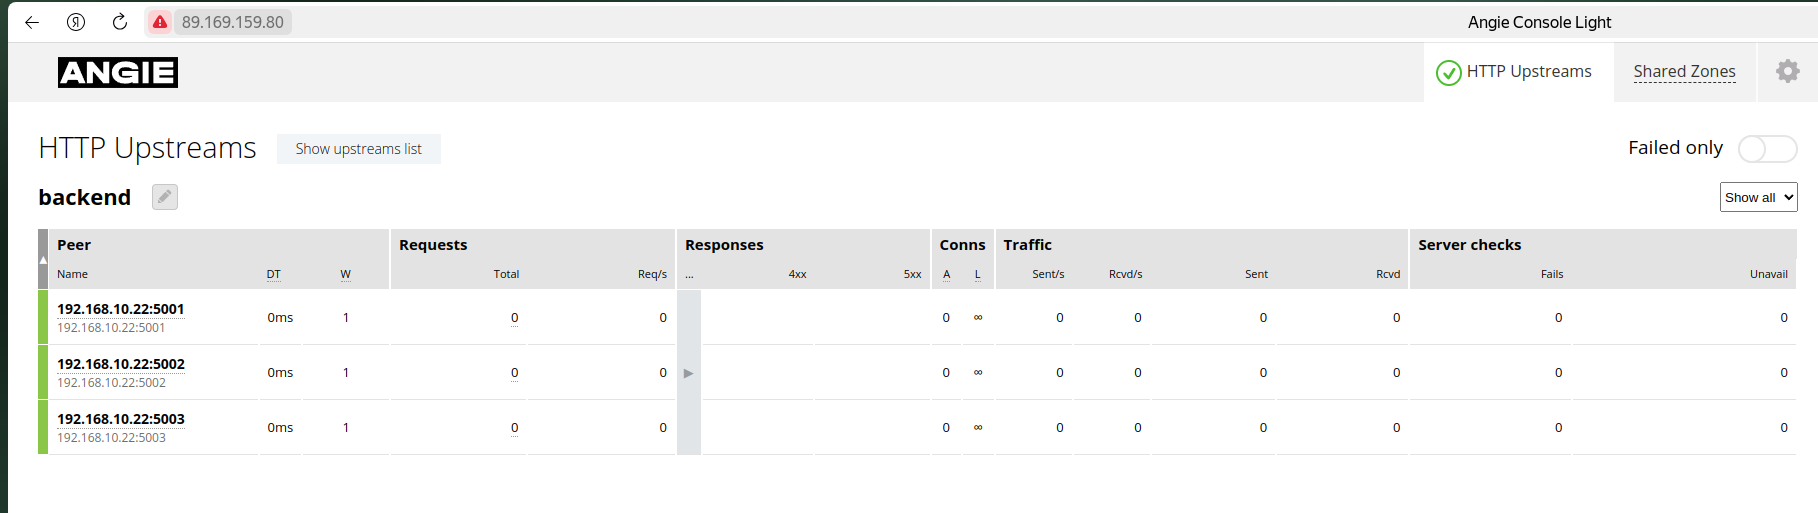 89.169.159.80 Angie Console Light
ANGIE HTTP Upstreams Shared Zones
HTTP Upstreams Show upstreams list Failed only
backend Show all
Peer Requests Responses Conns Traffic Server checks
Name DT W Total Req/s ... 4xx 5xx A L Sent/s Rcvd/s Sent Rcvd Fails Unavail
192.168.10.22:5001
192.168.10.22:5001 0ms 1 0 0 0 ∞ 0 0 0 0 0 0
192.168.10.22:5002
192.168.10.22:5002 0ms 1 0 0 0 ∞ 0 0 0 0 0 0
192.168.10.22:5003
192.168.10.22:5003 0ms 1 0 0 0 ∞ 0 0 0 0 0 0